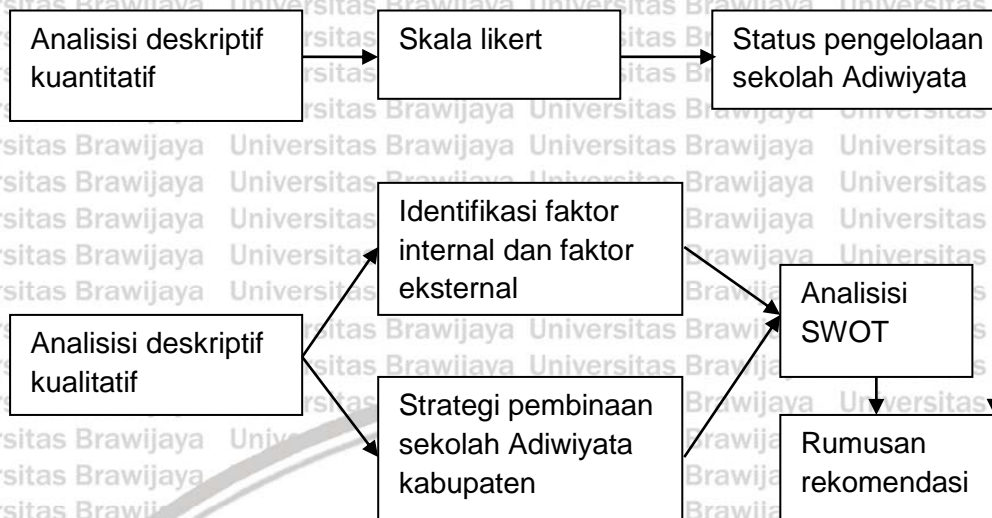 Analisisi deskriptif
kuantitatif
Skala likert
Status pengelolaan
sekolah Adiwiyata
Identifikasi faktor
internal dan faktor
eksternal
Analisisi deskriptif
kualitatif
Strategi pembinaan
sekolah Adiwiyata
kabupaten
Analisisi
SWOT
Rumusan
rekomendasi